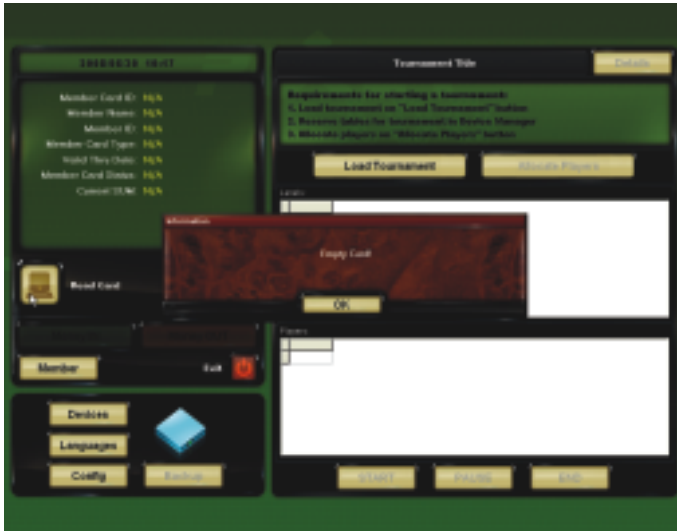 Tournament Title
Details
Requirements for starting a tournament:
1. Load tournament on "Load Tournament" button
2. Reserve tables for tournament in Device Manager
3. Allocate players on "Allocate Players" button
Member Card ID: N/A
Member Name: N/A
Member ID: N/A
Member Card Type: N/A
Valid Thru Date: N/A
Member Card Status: N/A
Current SUM: N/A
Load Tournament
Allocate Players
Information
Empty Card!
OK
Read Card
Players
Member
Exit
Devices
Languages
Config
Backup
START
PAUSE
END